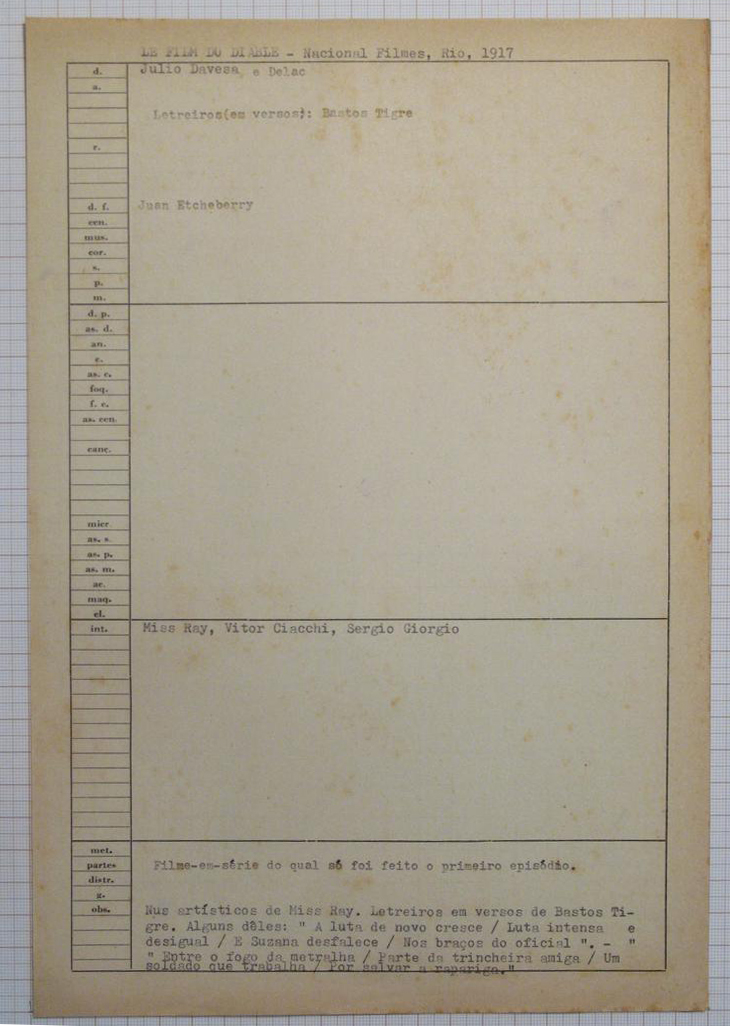 LE FILM DU DIABLE - Nacional Filmes, Rio, 1917
d. Julio Davesa e Delac
a.
Letreiros(em versos): Bastos Tigre
r.
d. f. Juan Etcheberry
cen.
mus.
cor.
s.
p.
m.
d. p.
as. d.
an.
c.
as. c.
foq.
f. c.
as. cen.
canç.
micr
as. s.
as. p.
as. m.
ae.
maq.
el.
int. Miss Ray, Vitor Ciacchi, Sergio Giorgio
met.
partes Filme-em-série do qual só foi feito o primeiro episódio.
distr.
g.
obs. Nus artísticos de Miss Ray. Letreiros em versos de Bastos Ti-
gre. Alguns dêles: " A luta de novo cresce / Luta intensa e
desigual / E Suzana desfalece / Nos braços do oficial ". - "
" Entre o fogo da metralha / Parte da trincheira amiga / Um
soldado que trabalha / Por salvar a rapariga."